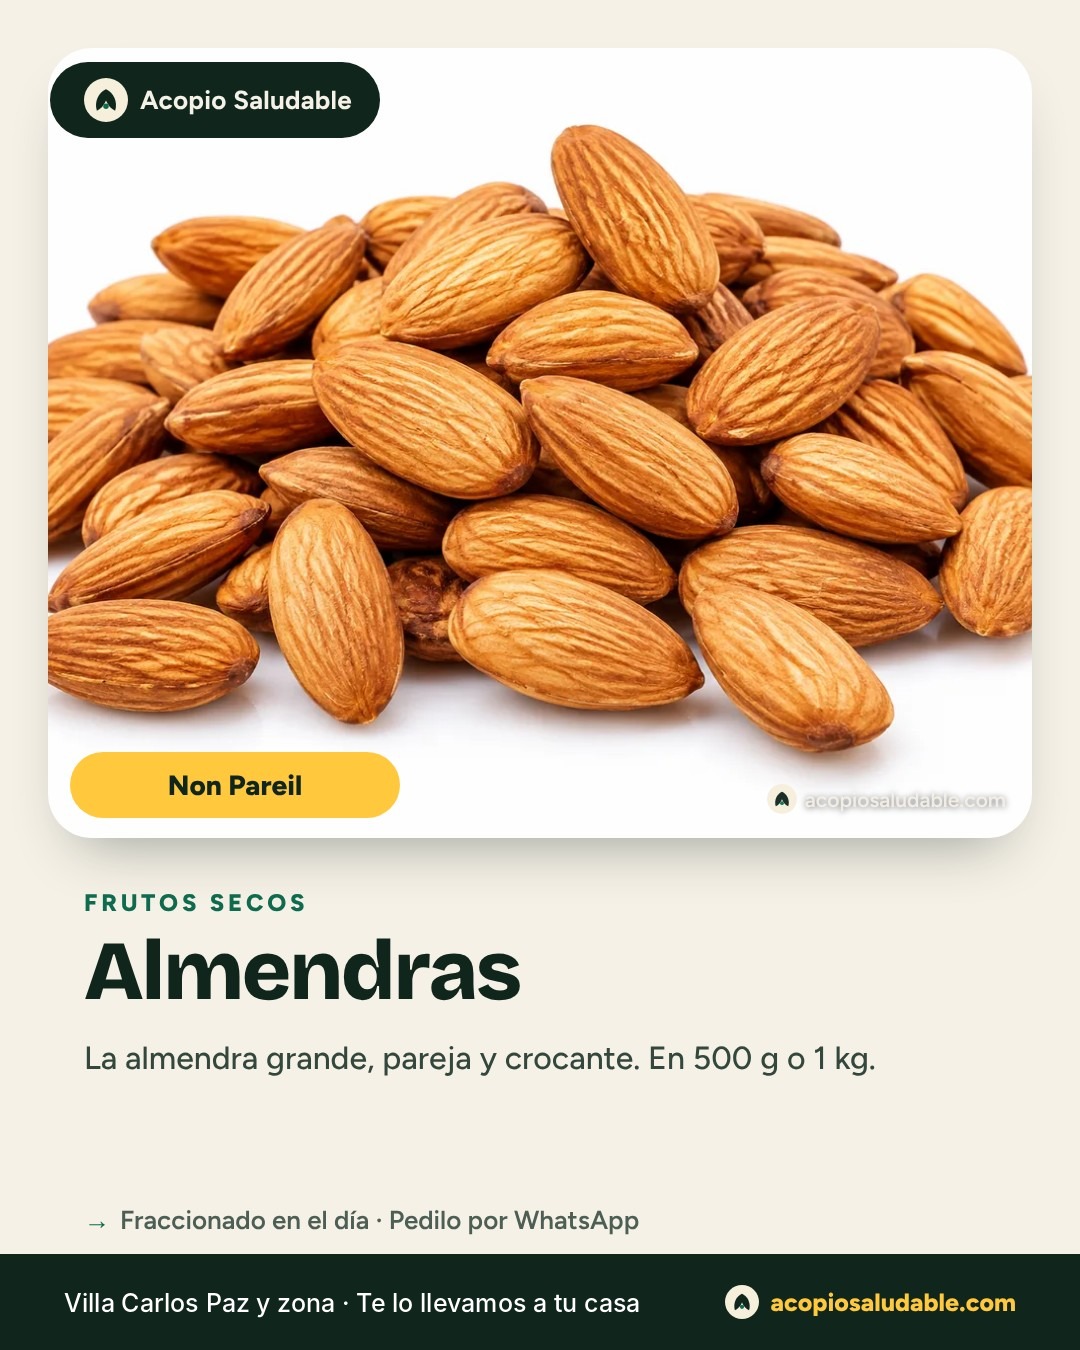 Acopio Saludable
Non Pareil
acopiosaludable.com
FRUTOS SECOS
Almendras
La almendra grande, pareja y crocante. En 500 g o 1 kg.
→ Fraccionado en el día · Pedilo por WhatsApp
Villa Carlos Paz y zona · Te lo llevamos a tu casa
acopiosaludable.com